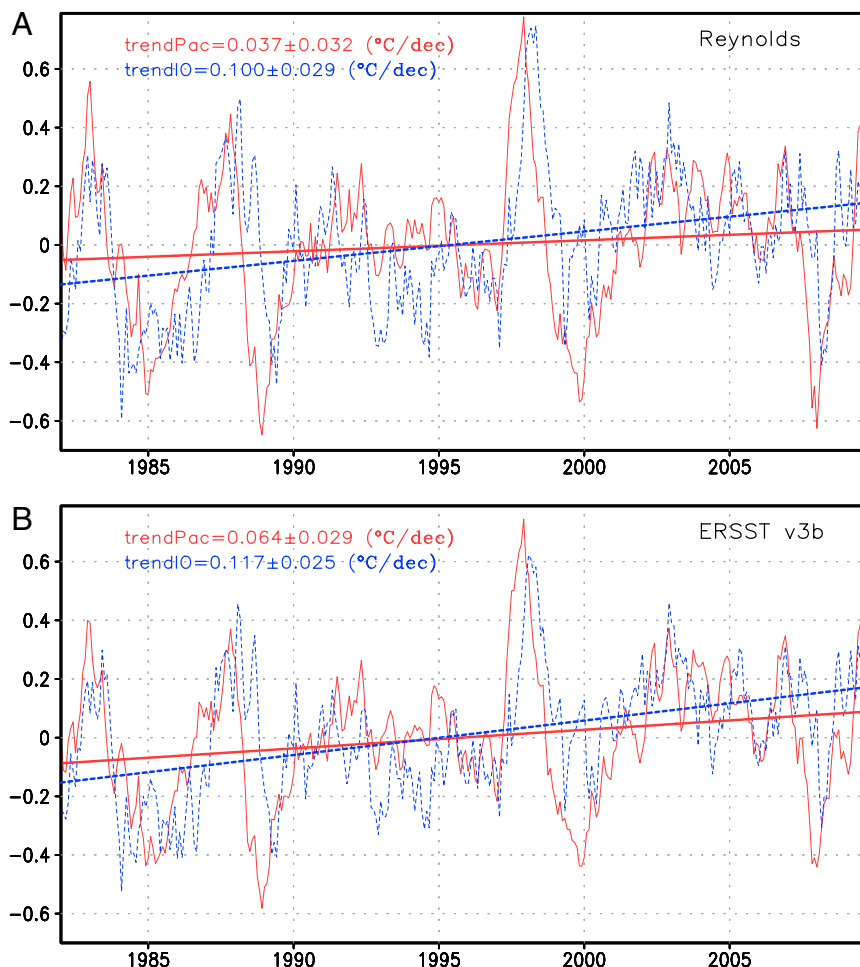 A
trendPac=0.037±0.032 (°C/dec)
Reynolds
trendIO=0.100±0.029 (°C/dec)
0.6
0.4
0.2
0
−0.2
−0.4
−0.6
1985 1990 1995 2000 2005
B
trendPac=0.064±0.029 (°C/dec)
ERSST v3b
trendIO=0.117±0.025 (°C/dec)
0.6
0.4
0.2
0
−0.2
−0.4
−0.6
1985 1990 1995 2000 2005